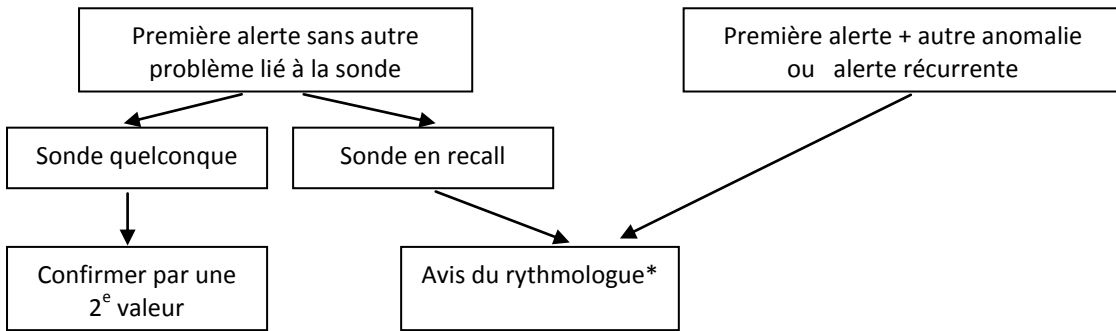 Première alerte sans autre
problème lié à la sonde
Première alerte + autre anomalie
ou alerte récurrente
Sonde quelconque
Sonde en recall
Confirmer par une
2e valeur
Avis du rythmologue*